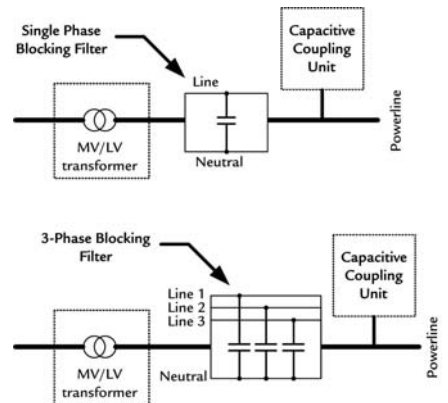 Single Phase
Blocking Filter
Capacitive
Coupling
Unit
Line
MV/LV
transformer
Neutral
Powerline
3-Phase Blocking
Filter
Capacitive
Coupling
Unit
Line 1
Line 2
Line 3
MV/LV
transformer
Neutral
Powerline